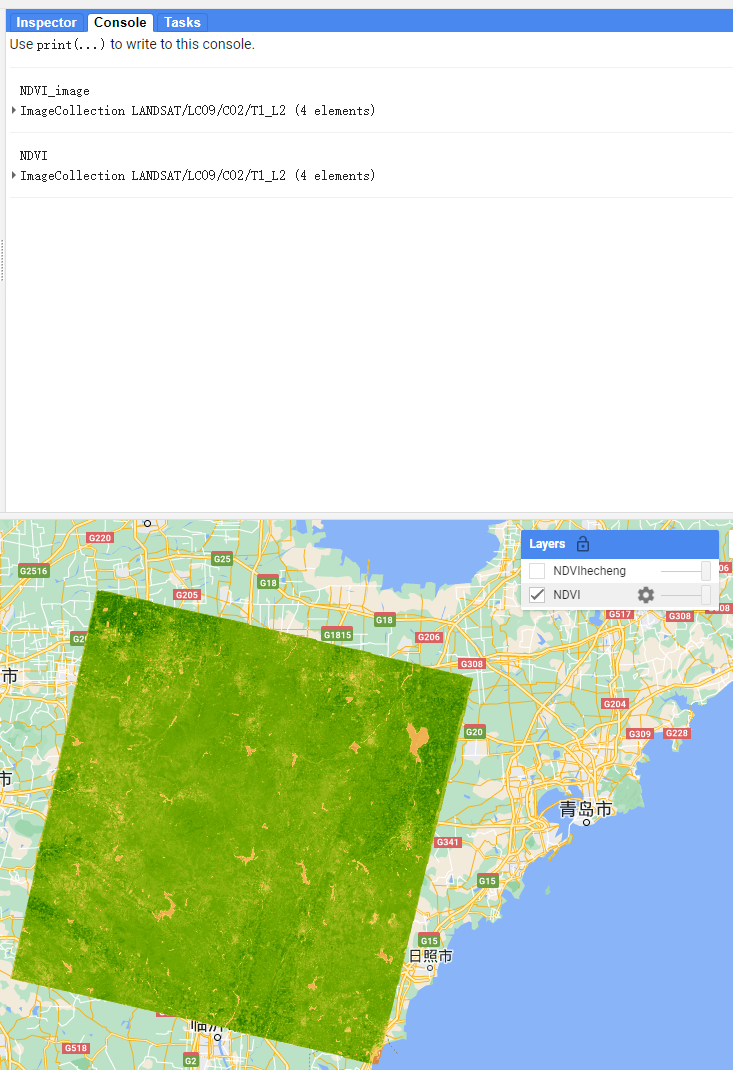 Inspector Console Tasks
Use print(...) to write to this console.
NDVI_image
ImageCollection LANDSAT/LC09/C02/T1_L2 (4 elements)
NDVI
ImageCollection LANDSAT/LC09/C02/T1_L2 (4 elements)
G220
Layers
G25
G2516
NDVIhecheng
G18
G205
NDVI
G18
G517
G308
G1815
G206
G308
市
G204
G20
G309
G228
市
青岛市
G341
G15
G15
日照市
G518
G2